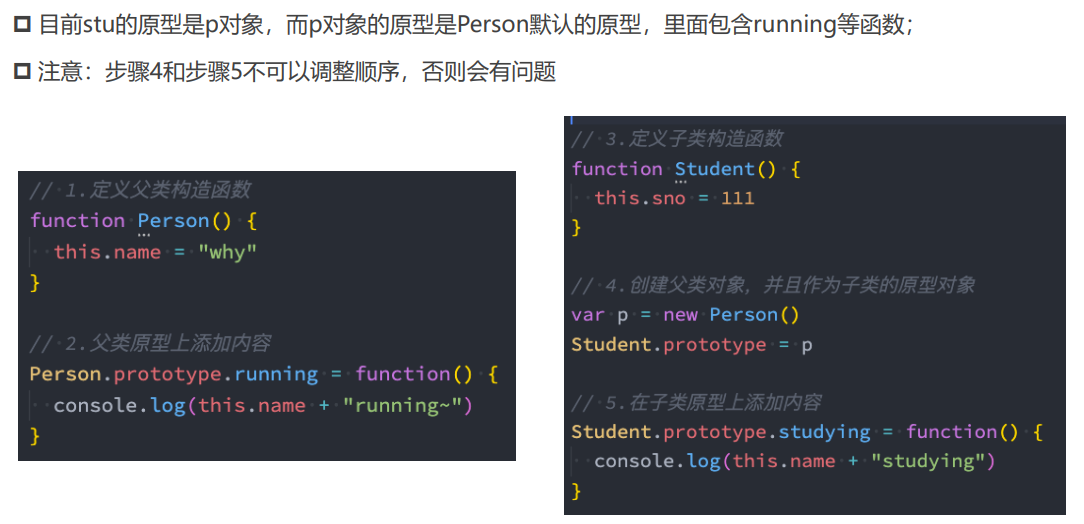 目前stu的原型是p对象，而p对象的原型是Person默认的原型，里面包含running等函数；
注意：步骤4和步骤5不可以调整顺序，否则会有问题
// 1.定义父类构造函数
function Person() {
  this.name = "why"
}
// 2.父类原型上添加内容
Person.prototype.running = function() {
  console.log(this.name + "running~")
}
// 3.定义子类构造函数
function Student() {
  this.sno = 111
}
// 4.创建父类对象, 并且作为子类的原型对象
var p = new Person()
Student.prototype = p
// 5.在子类原型上添加内容
Student.prototype.studying = function() {
  console.log(this.name + "studying")
}